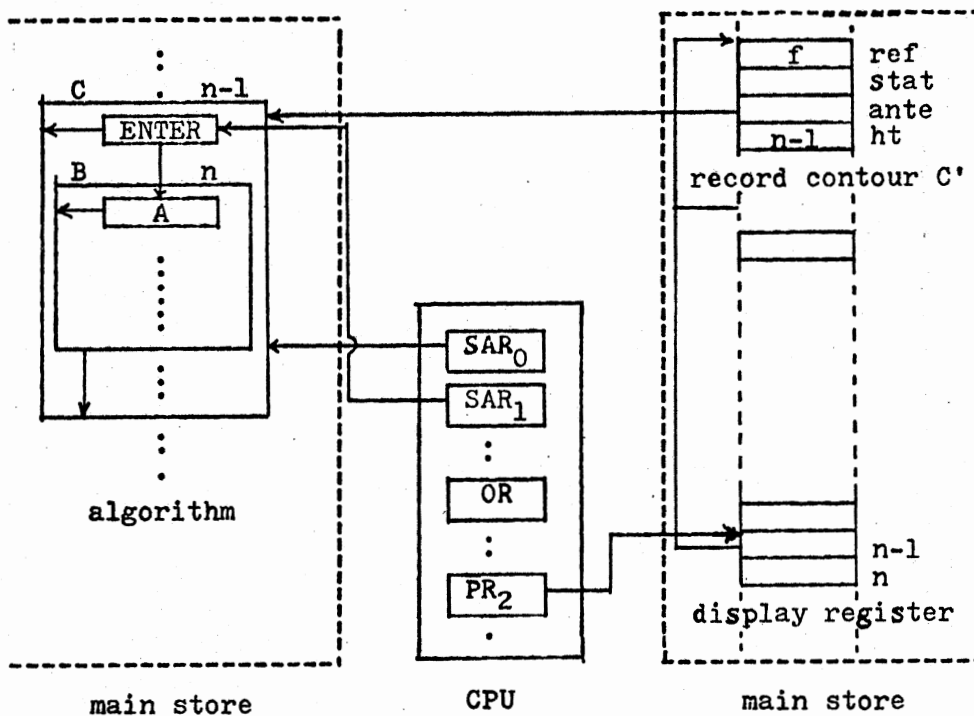 C n-1
ENTER
B n
A
algorithm
main store
SAR0
SAR1
OR
PR2
CPU
f ref
stat
ante
n-1 ht
record contour C'
n-1
n
display register
main store